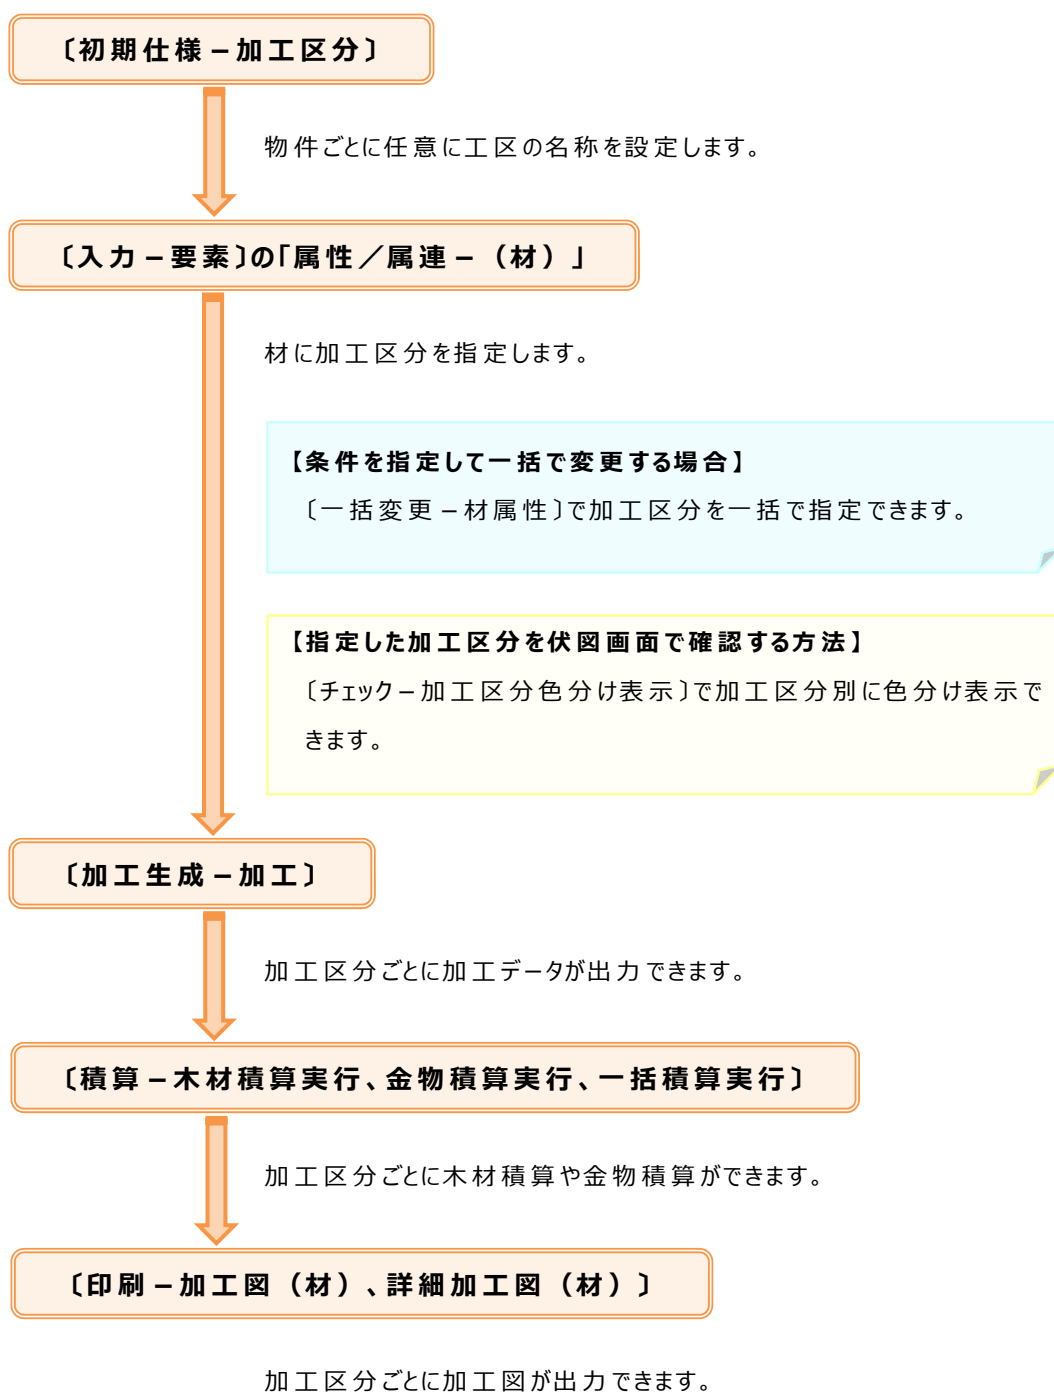 〔初期仕様－加工区分〕
物件ごとに任意に工区の名称を設定します。
〔入力－要素〕の「属性／属連－（材）」
材に加工区分を指定します。
【条件を指定して一括で変更する場合】
〔一括変更－材属性〕で加工区分を一括で指定できます。
【指定した加工区分を伏図画面で確認する方法】
〔チェック－加工区分色分け表示〕で加工区分別に色分け表示で
きます。
〔加工生成－加工〕
加工区分ごとに加工データが出力できます。
〔積算－木材積算実行、金物積算実行、一括積算実行〕
加工区分ごとに木材積算や金物積算ができます。
〔印刷－加工図（材）、詳細加工図（材）〕
加工区分ごとに加工図が出力できます。